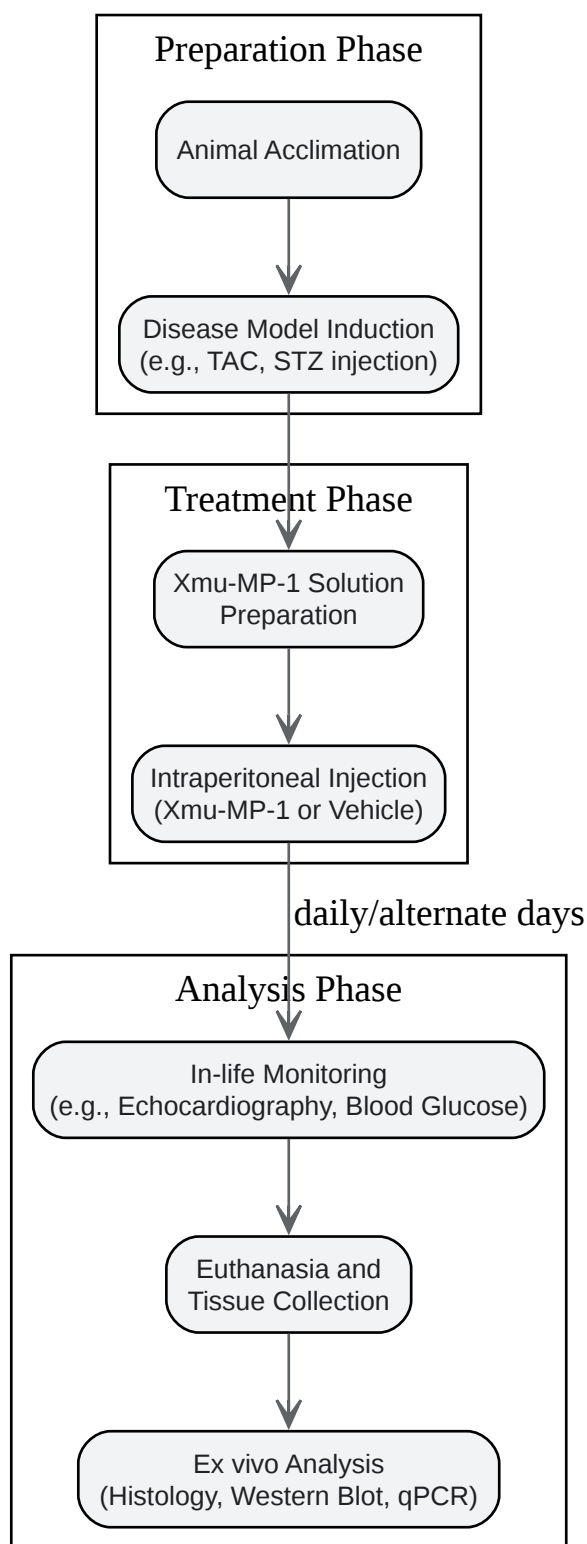 Preparation Phase
Animal Acclimation
Disease Model Induction
(e.g., TAC, STZ injection)
Treatment Phase
Xmu-MP-1 Solution
Preparation
Intraperitoneal Injection
(Xmu-MP-1 or Vehicle)
daily/alternate days
Analysis Phase
In-life Monitoring
(e.g., Echocardiography, Blood Glucose)
Euthanasia and
Tissue Collection
Ex vivo Analysis
(Histology, Western Blot, qPCR)